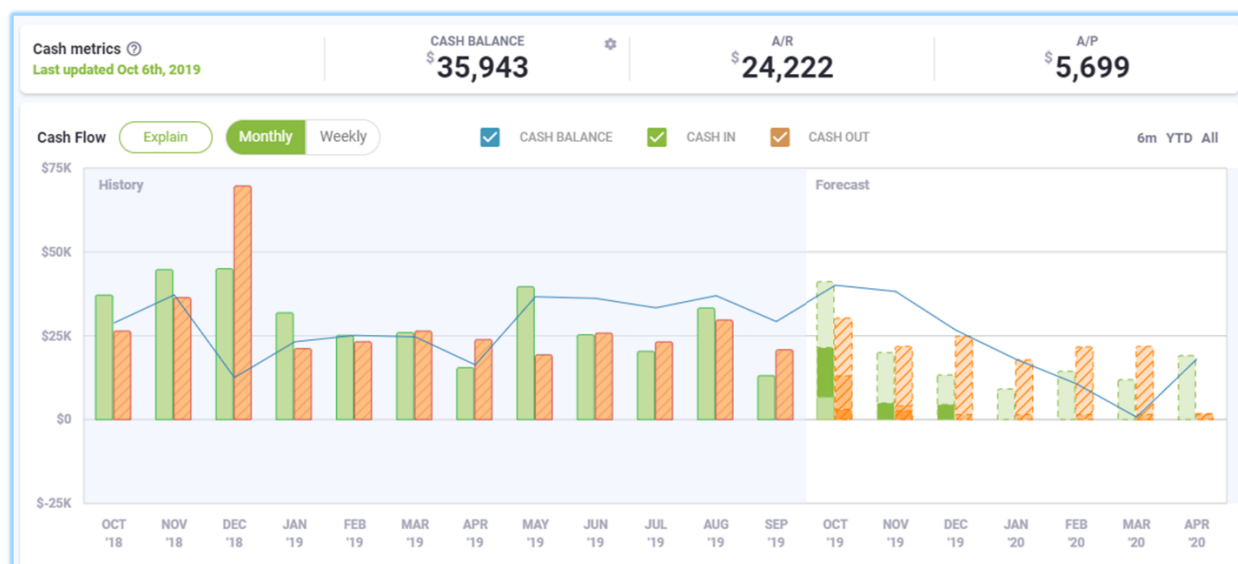 Cash metrics ?
Last updated Oct 6th, 2019
CASH BALANCE
$35,943
A/R
$24,222
A/P
$5,699
Cash Flow Explain Monthly Weekly CASH BALANCE CASH IN CASH OUT 6m YTD All
$75K
History Forecast
$50K
$25K
$0
$-25K
OCT NOV DEC JAN FEB MAR APR MAY JUN JUL AUG SEP OCT NOV DEC JAN FEB MAR APR
'18 '18 '18 '19 '19 '19 '19 '19 '19 '19 '19 '19 '19 '19 '19 '20 '20 '20 '20